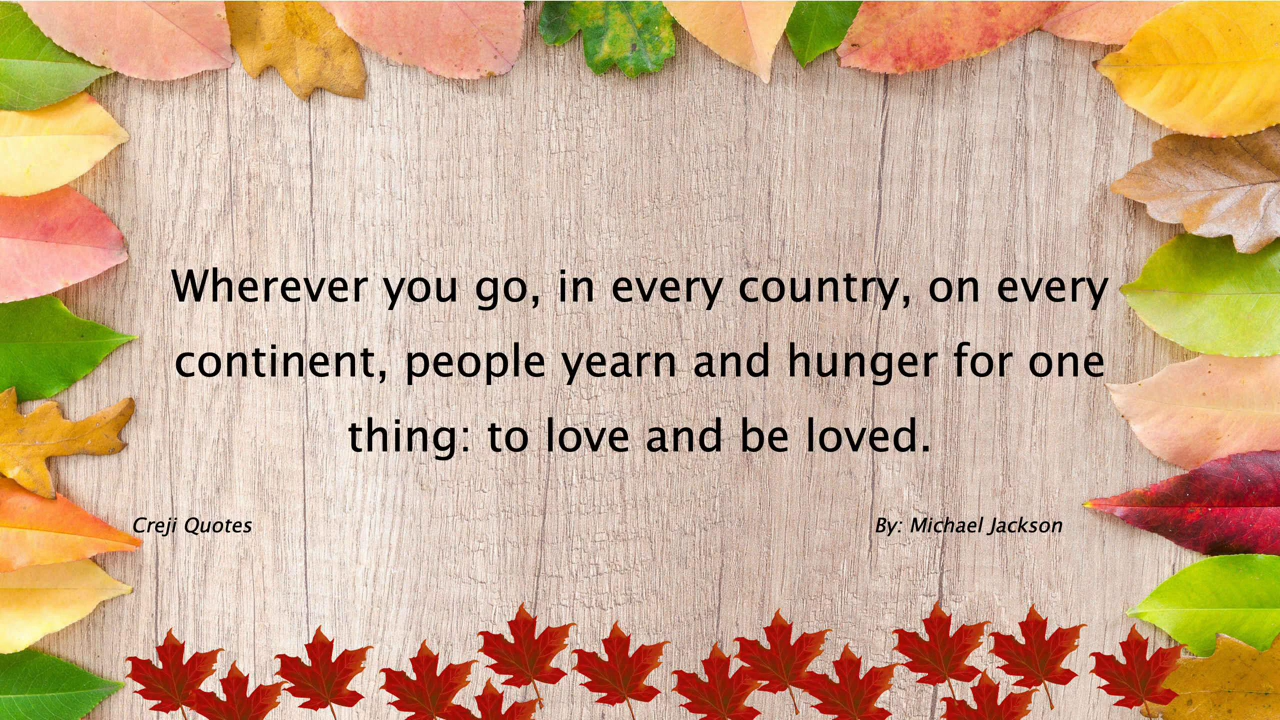 Wherever you go, in every country, on every
continent, people yearn and hunger for one
thing: to love and be loved.
Creji Quotes
By: Michael Jackson